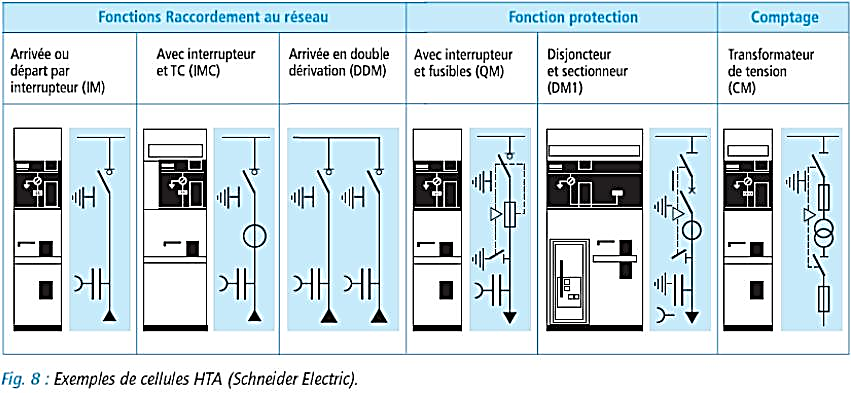 Fonctions Raccordement au réseau
Fonction protection
Comptage
Arrivée ou
départ par
interrupteur (IM)
Avec interrupteur
et TC (IMC)
Arrivée en double
dérivation (DDM)
Avec interrupteur
et fusibles (QM)
Disjoncteur
et sectionneur
(DM1)
Transformateur
de tension
(CM)
Fig. 8 : Exemples de cellules HTA (Schneider Electric).